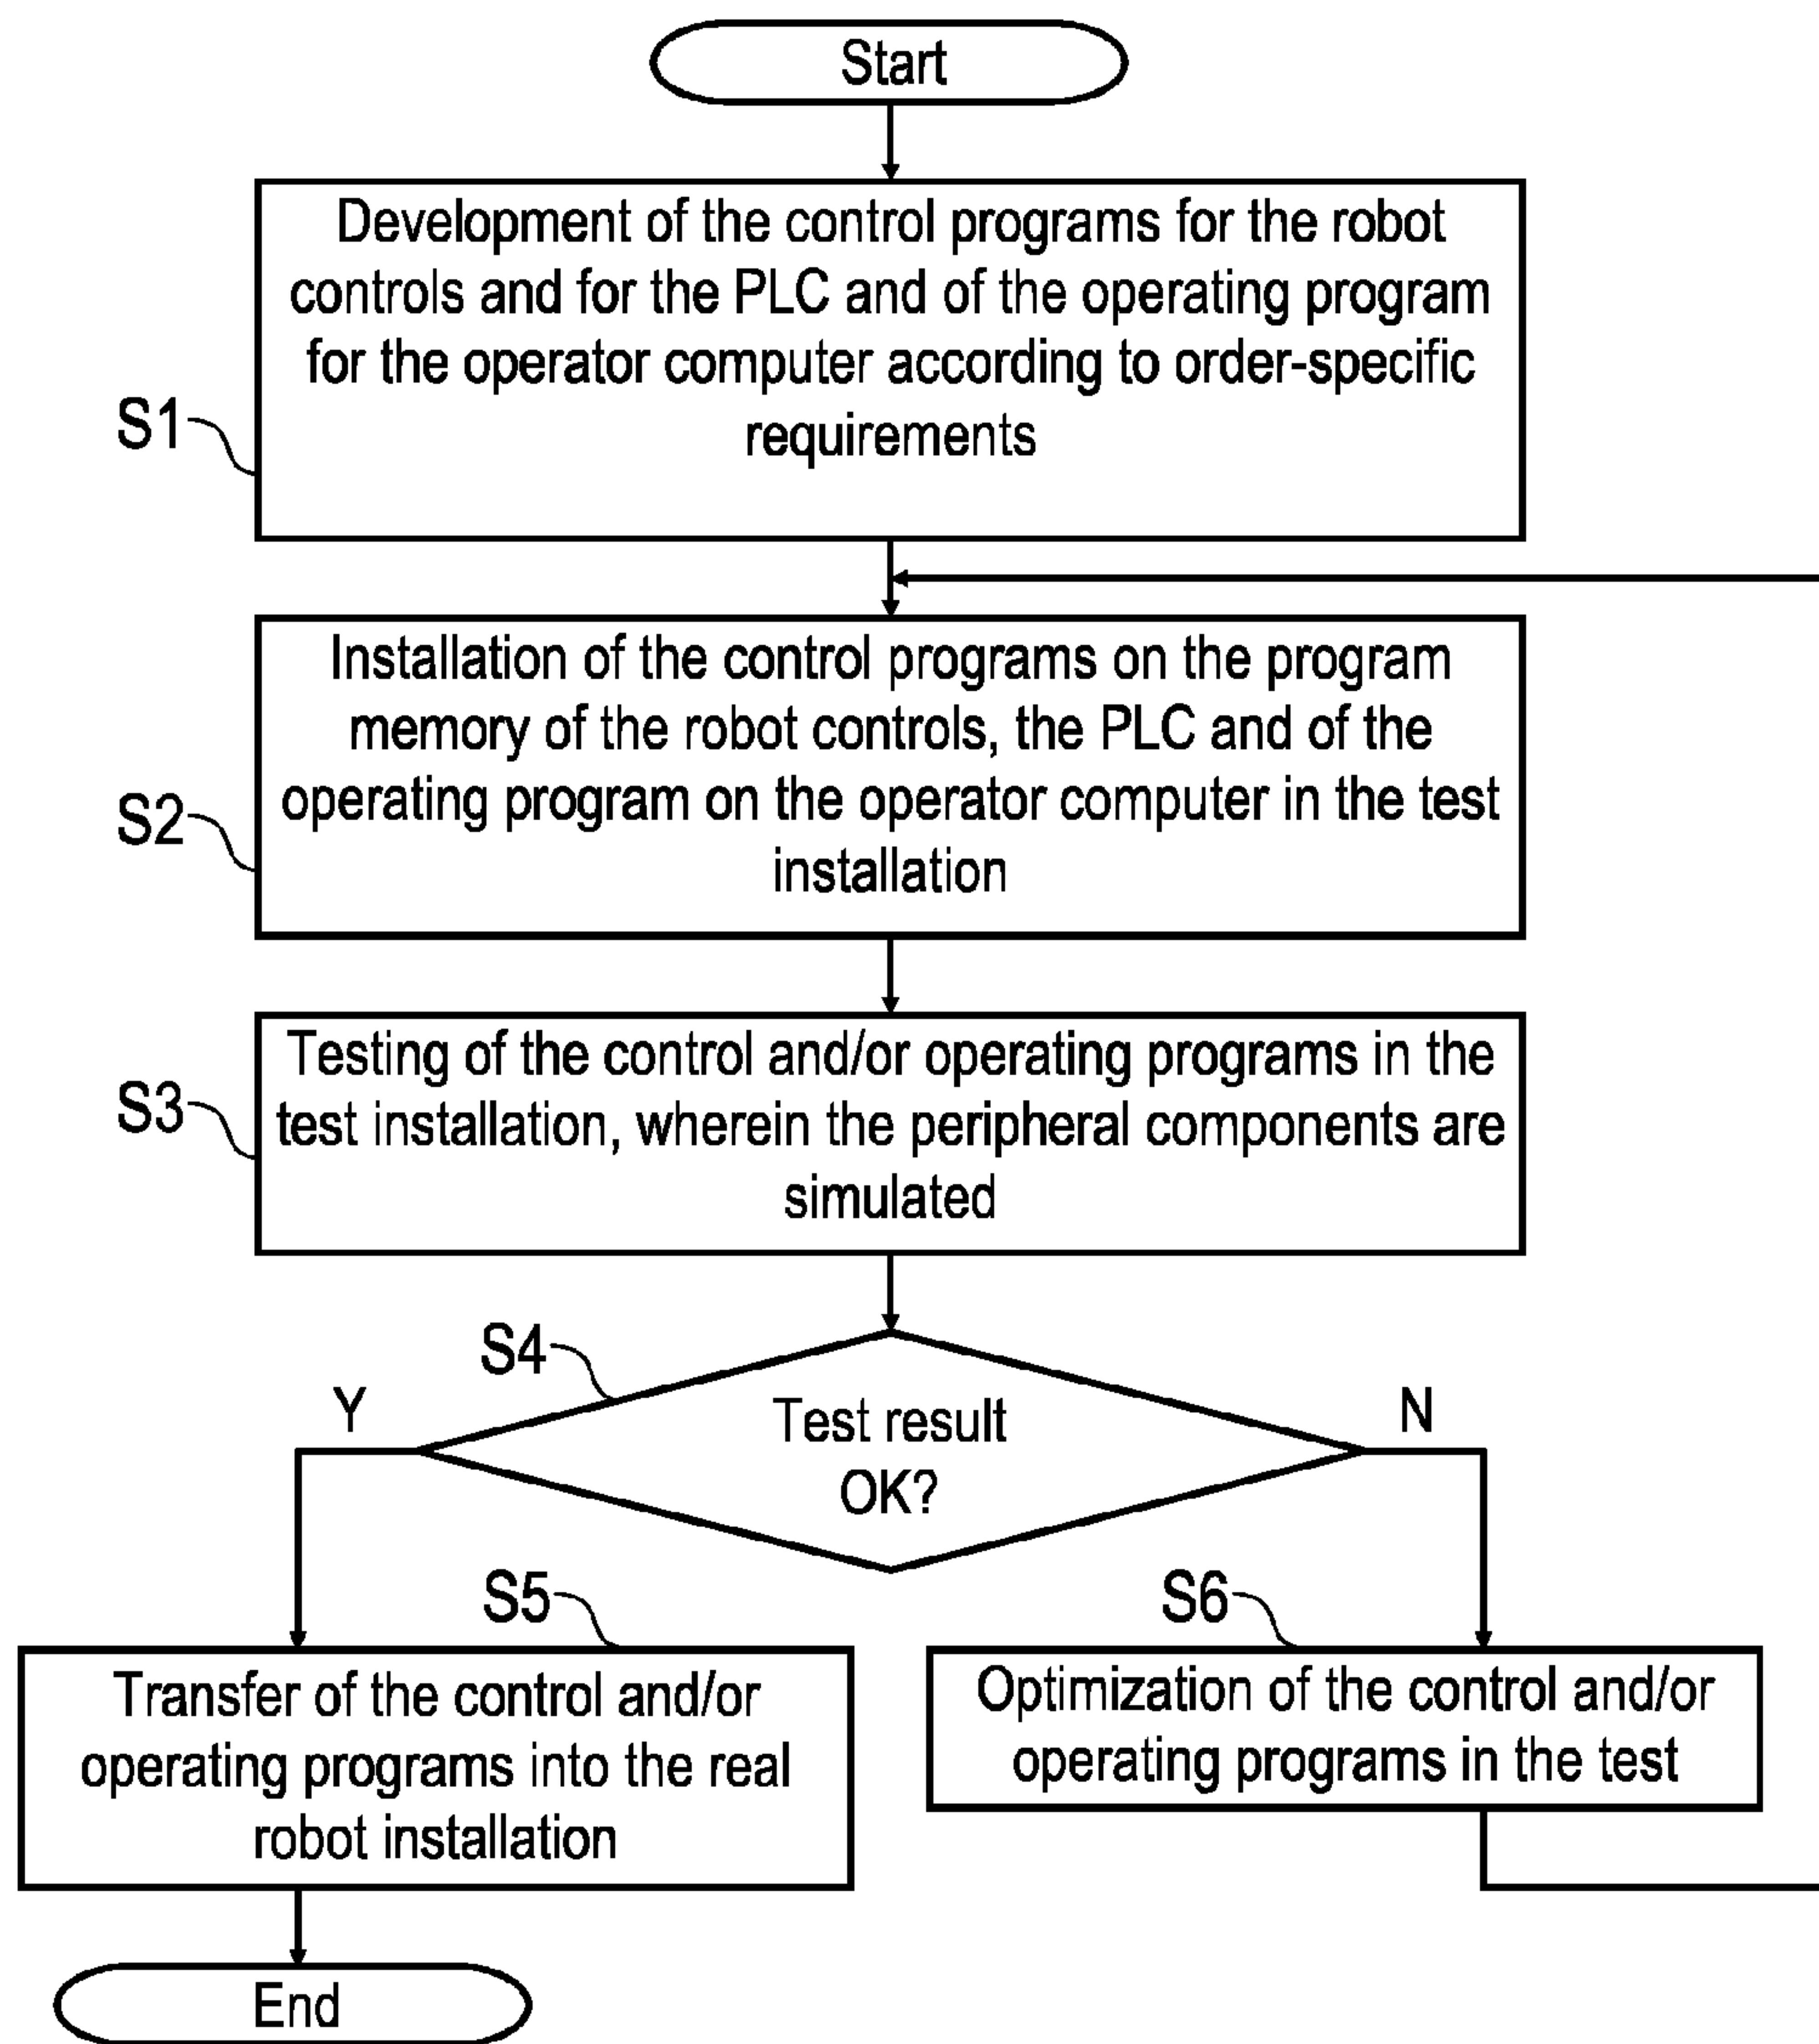 Start
Development of the control programs for the robot
controls and for the PLC and of the operating program
for the operator computer according to order-specific
requirements
S1
Installation of the control programs on the program
memory of the robot controls, the PLC and of the
operating program on the operator computer in the test
installation
S2
Testing of the control and/or operating programs in the
test installation, wherein the peripheral components are
simulated
S3
S4
Test result
OK?
Y
N
S5
Transfer of the control and/or
operating programs into the real
robot installation
S6
Optimization of the control and/or
operating programs in the test
End